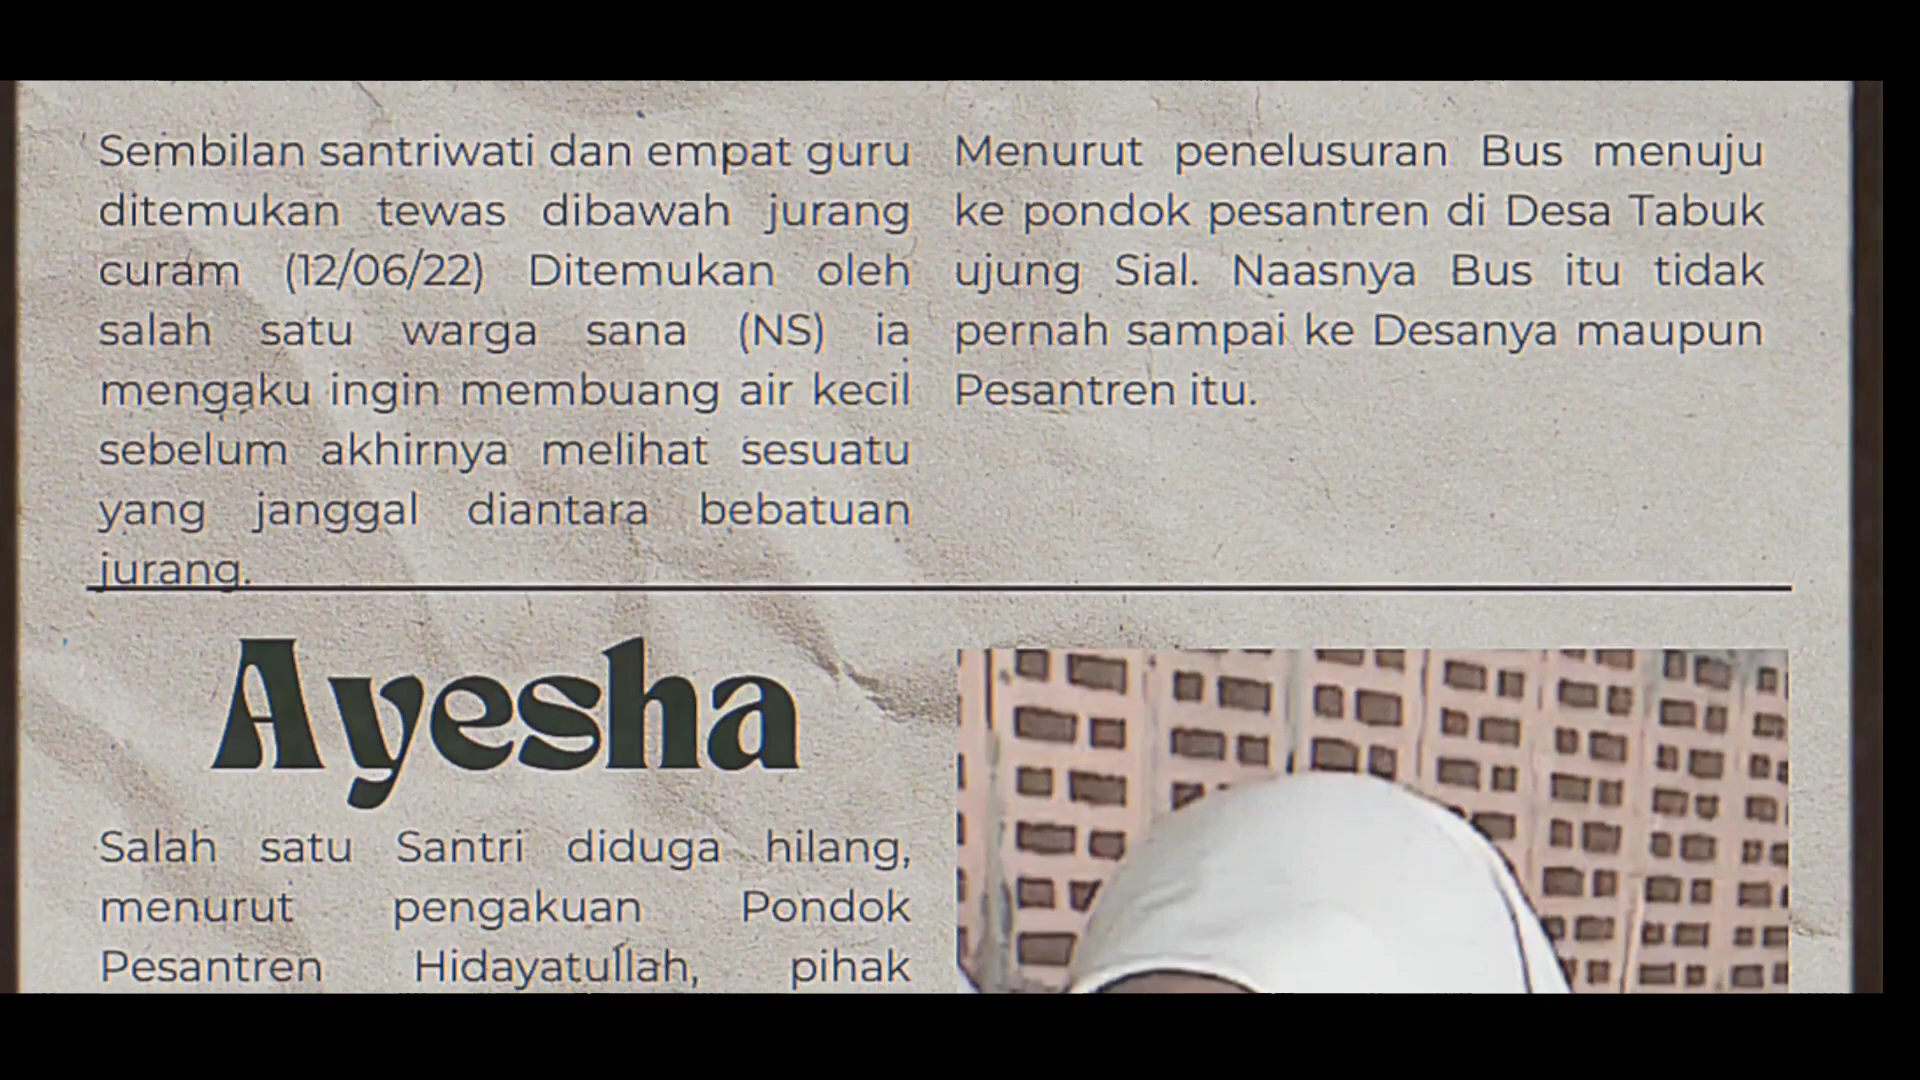 Sembilan santriwati dan empat guru
ditemukan tewas dibawah jurang
curam (12/06/22) Ditemukan oleh
salah satu warga sana (NS) ia
mengaku ingin membuang air kecil
sebelum akhirnya melihat sesuatu
yang janggal diantara bebatuan
jurang.
Menurut penelusuran Bus menuju
ke pondok pesantren di Desa Tabuk
ujung Sial. Naasnya Bus itu tidak
pernah sampai ke Desanya maupun
Pesantren itu.
Ayesha
Salah satu Santri diduga hilang,
menurut pengakuan Pondok
Pesantren Hidayatullah, pihak